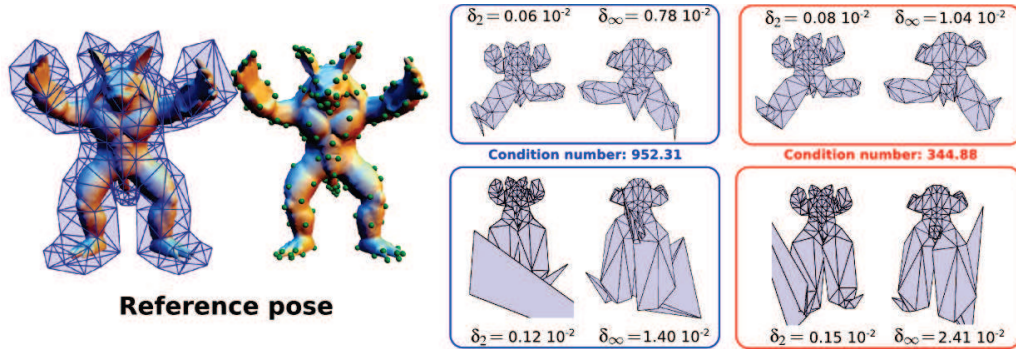 δ₂ = 0.06 10⁻² δ∞ = 0.78 10⁻²
δ₂ = 0.08 10⁻² δ∞ = 1.04 10⁻²
Condition number: 952.31
Condition number: 344.88
Reference pose
δ₂ = 0.12 10⁻² δ∞ = 1.40 10⁻²
δ₂ = 0.15 10⁻² δ∞ = 2.41 10⁻²